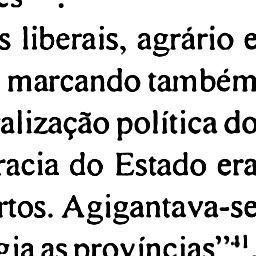 s liberais, agrário e
marcando também
alização política do
racia do Estado era
rtos. Agigantava-se
gia as províncias”⁴¹.